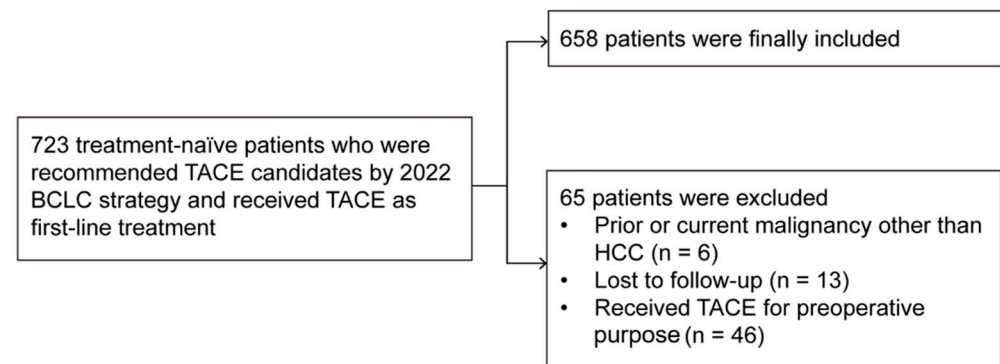 658 patients were finally included
723 treatment-naïve patients who were
recommended TACE candidates by 2022
BCLC strategy and received TACE as
first-line treatment
65 patients were excluded
• Prior or current malignancy other than
HCC (n = 6)
• Lost to follow-up (n = 13)
• Received TACE for preoperative
purpose (n = 46)